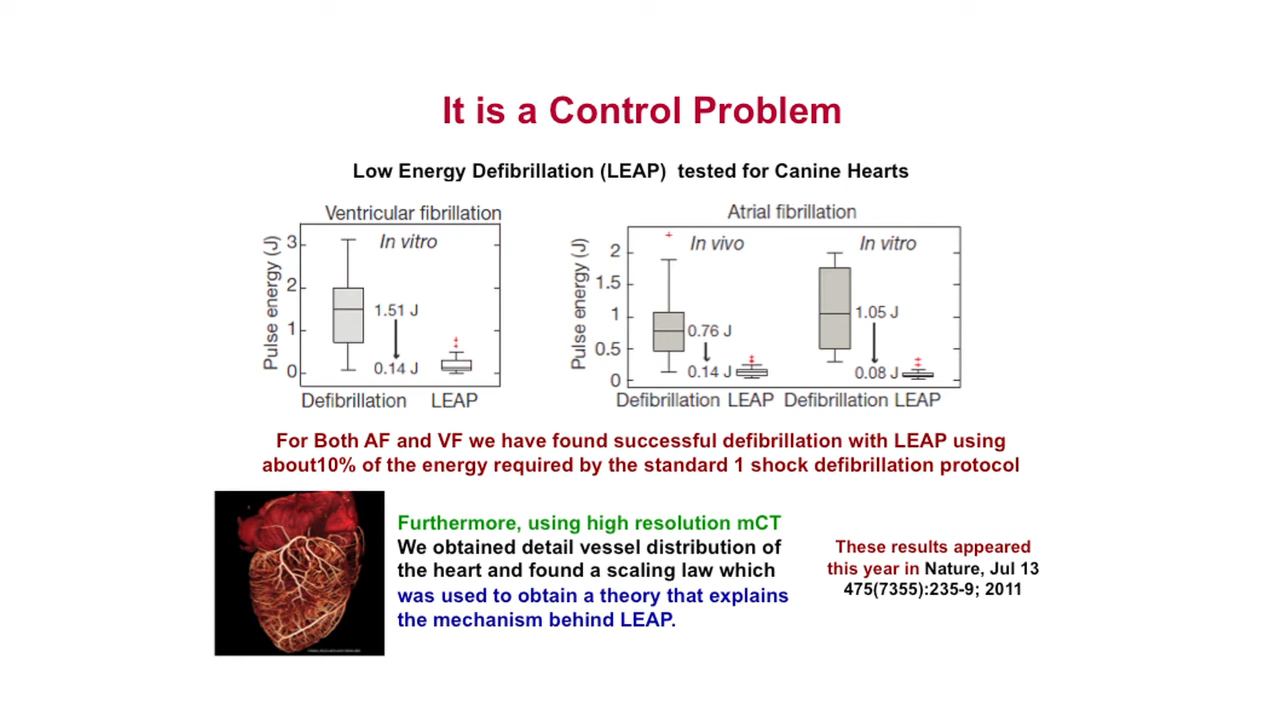 It is a Control Problem
Low Energy Defibrillation (LEAP) tested for Canine Hearts
Ventricular fibrillation
Pulse energy (J)
3
2
1
0
In vitro
1.51 J
0.14 J
Defibrillation LEAP
Atrial fibrillation
Pulse energy (J)
2
1.5
1
0.5
0
In vivo
0.76 J
0.14 J
In vitro
1.05 J
0.08 J
Defibrillation LEAP Defibrillation LEAP
For Both AF and VF we have found successful defibrillation with LEAP using
about10% of the energy required by the standard 1 shock defibrillation protocol
Furthermore, using high resolution mCT
We obtained detail vessel distribution of
the heart and found a scaling law which
was used to obtain a theory that explains
the mechanism behind LEAP.
These results appeared
this year in Nature, Jul 13
475(7355):235-9; 2011